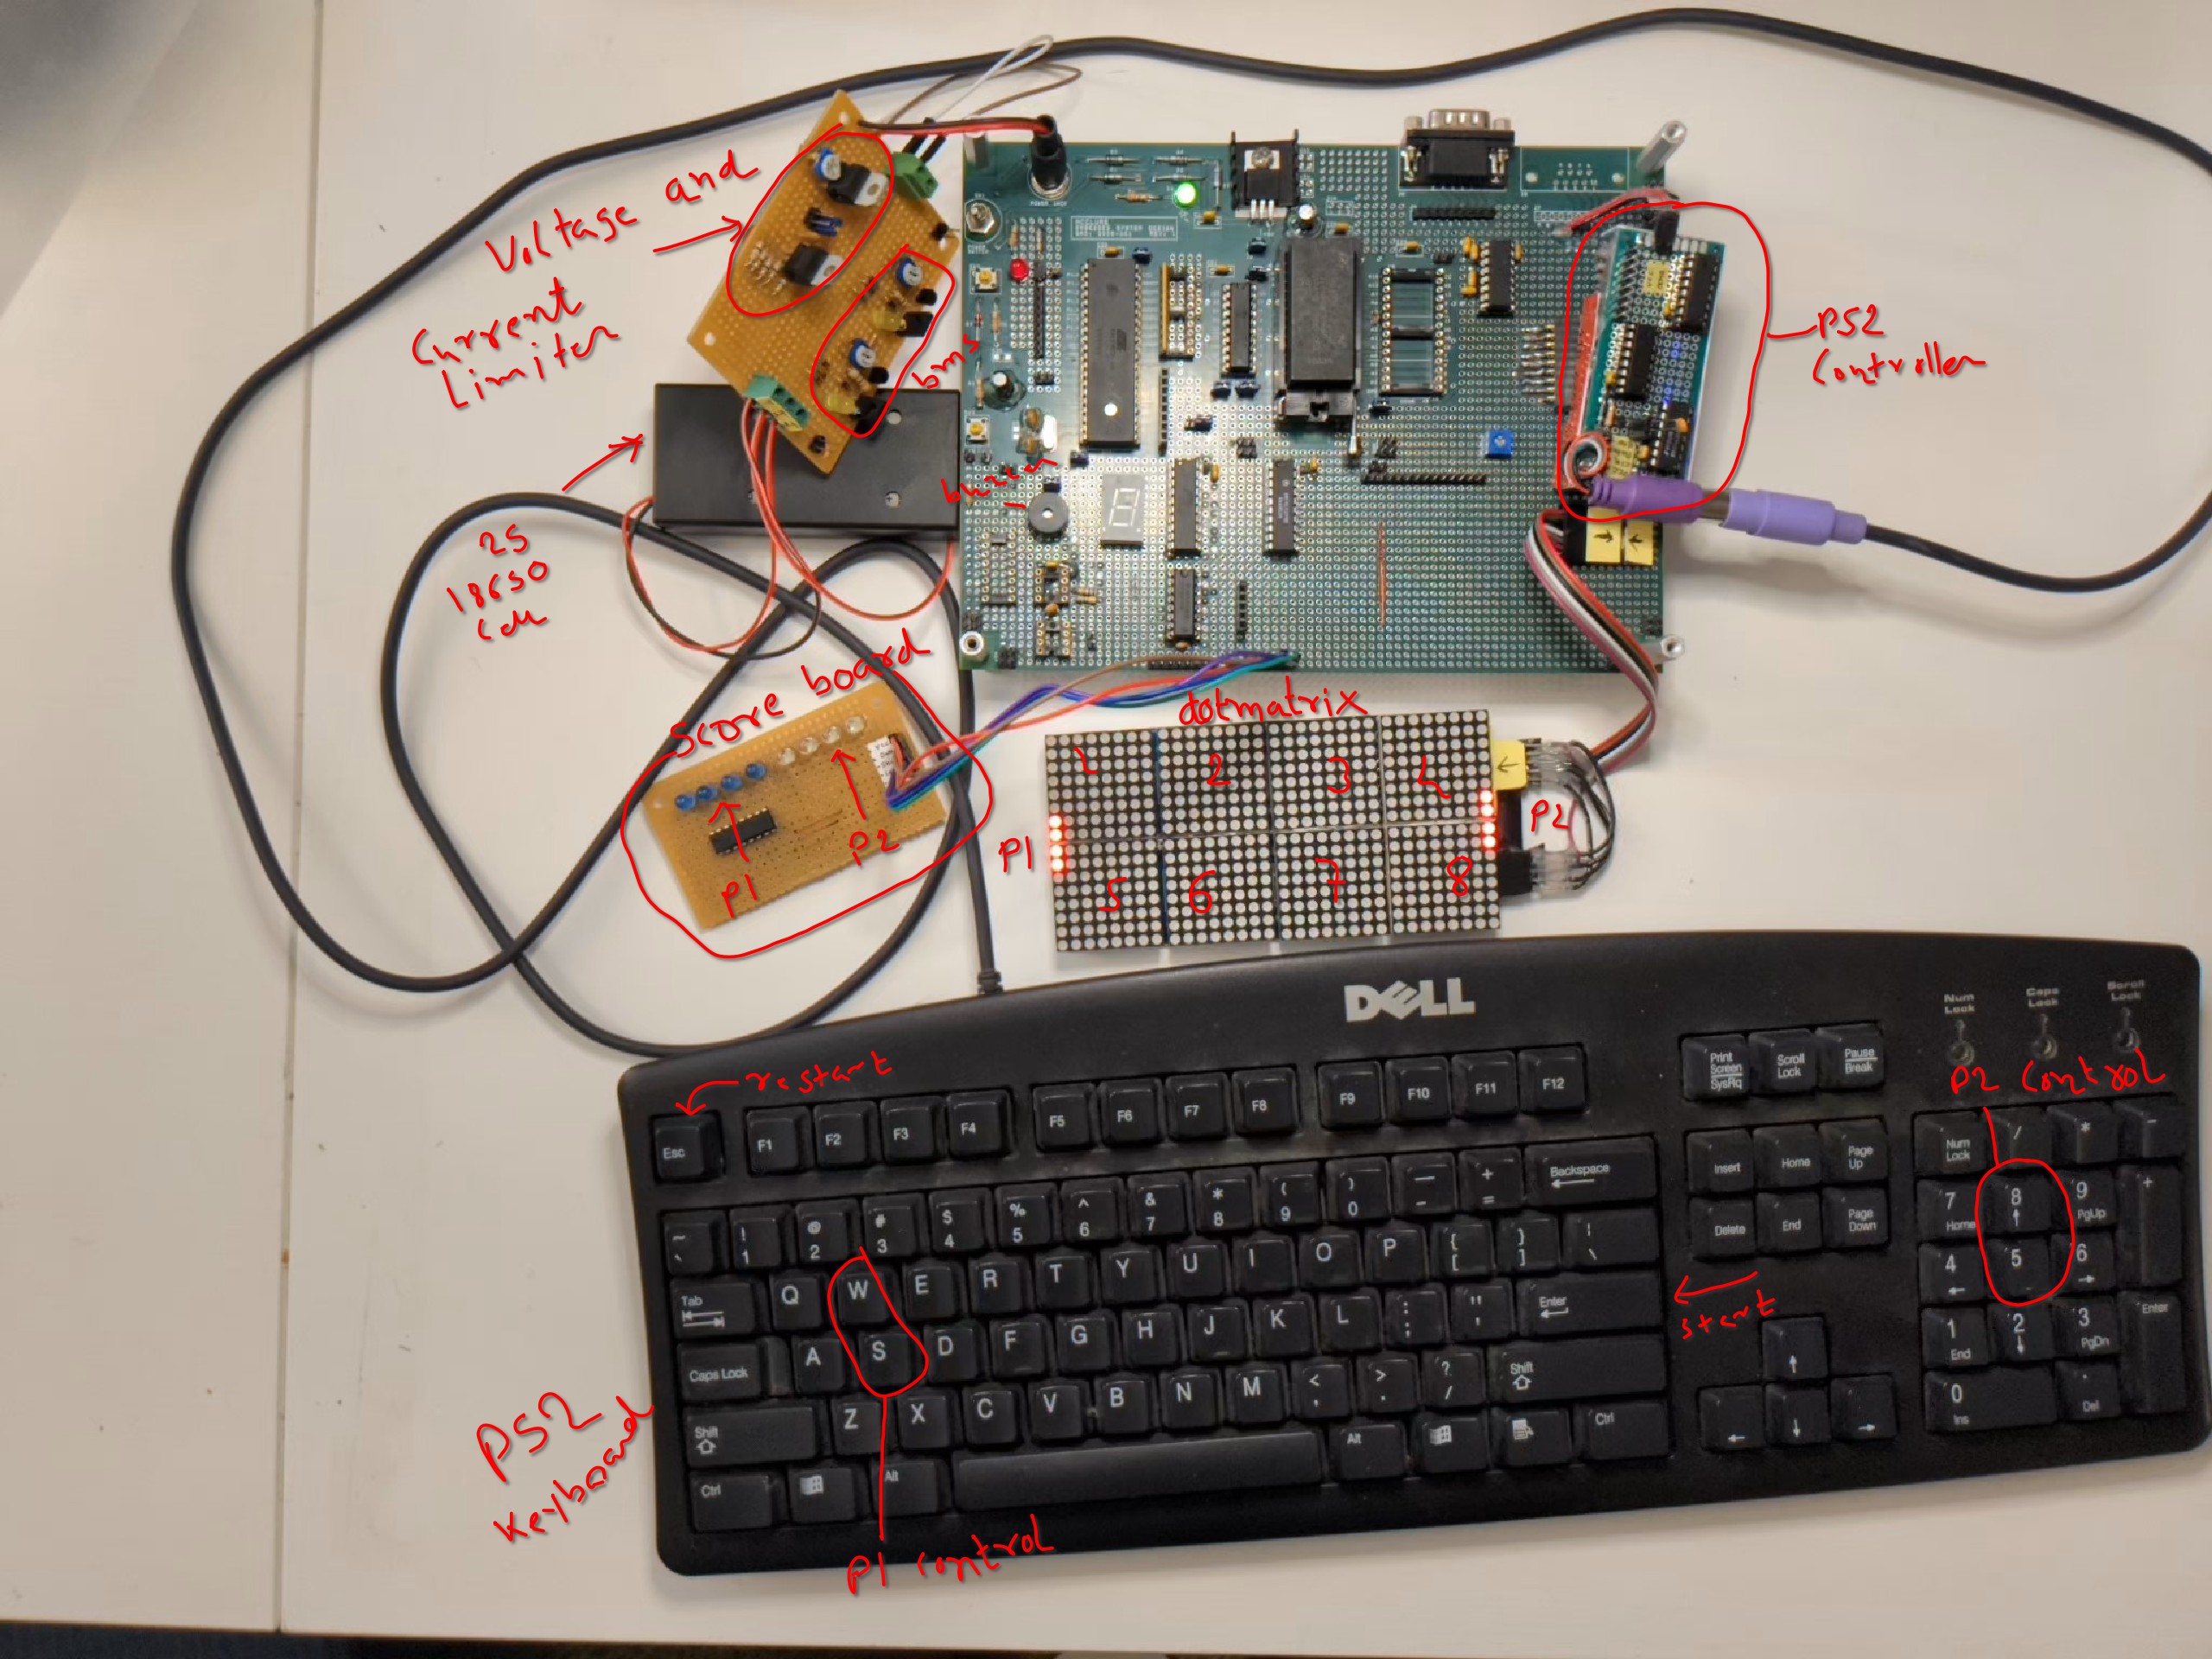 Voltage and
Current
Limiter
bms
PS2
Controller
buzzer
2S
18650
Cell
Score board
P1
P2
dotmatrix
1
2
3
4
P1
P2
5
6
7
8
DELL
Num
Lock
Caps
Lock
Scroll
Lock
restart
P2 control
Esc
F1
F2
F3
F4
F5
F6
F7
F8
F9
F10
F11
F12
Print
Screen
SysRq
Scroll
Lock
Pause
Break
~ `
! 1
@ 2
# 3
$ 4
% 5
^ 6
& 7
* 8
( 9
) 0
— -
+ =
Backspace
Insert
Home
Page
Up
Num
Lock
/
*
-
Tab
Q
W
E
R
T
Y
U
I
O
P
{ [
} ]
| \
Delete
End
Page
Down
7
Home
8
9
PgUp
+
Caps Lock
A
S
D
F
G
H
J
K
L
: ;
" '
Enter
start
4
5
6
Shift
Z
X
C
V
B
N
M
< ,
> .
? /
Shift
1
End
2
3
PgDn
Enter
Ctrl
Alt
Alt
Ctrl
0
Ins
.
Del
PS2
Keyboard
P1 control